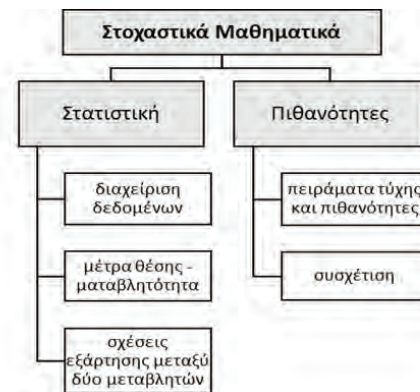 Στοχαστικά Μαθηματικά
Στατιστική
διαχείριση
δεδομένων
μέτρα θέσης -
ματαβλητότητα
σχέσεις
εξάρτησης μεταξύ
δύο μεταβλητών
Πιθανότητες
πειράματα τύχης
και πιθανότητες
συσχέτιση